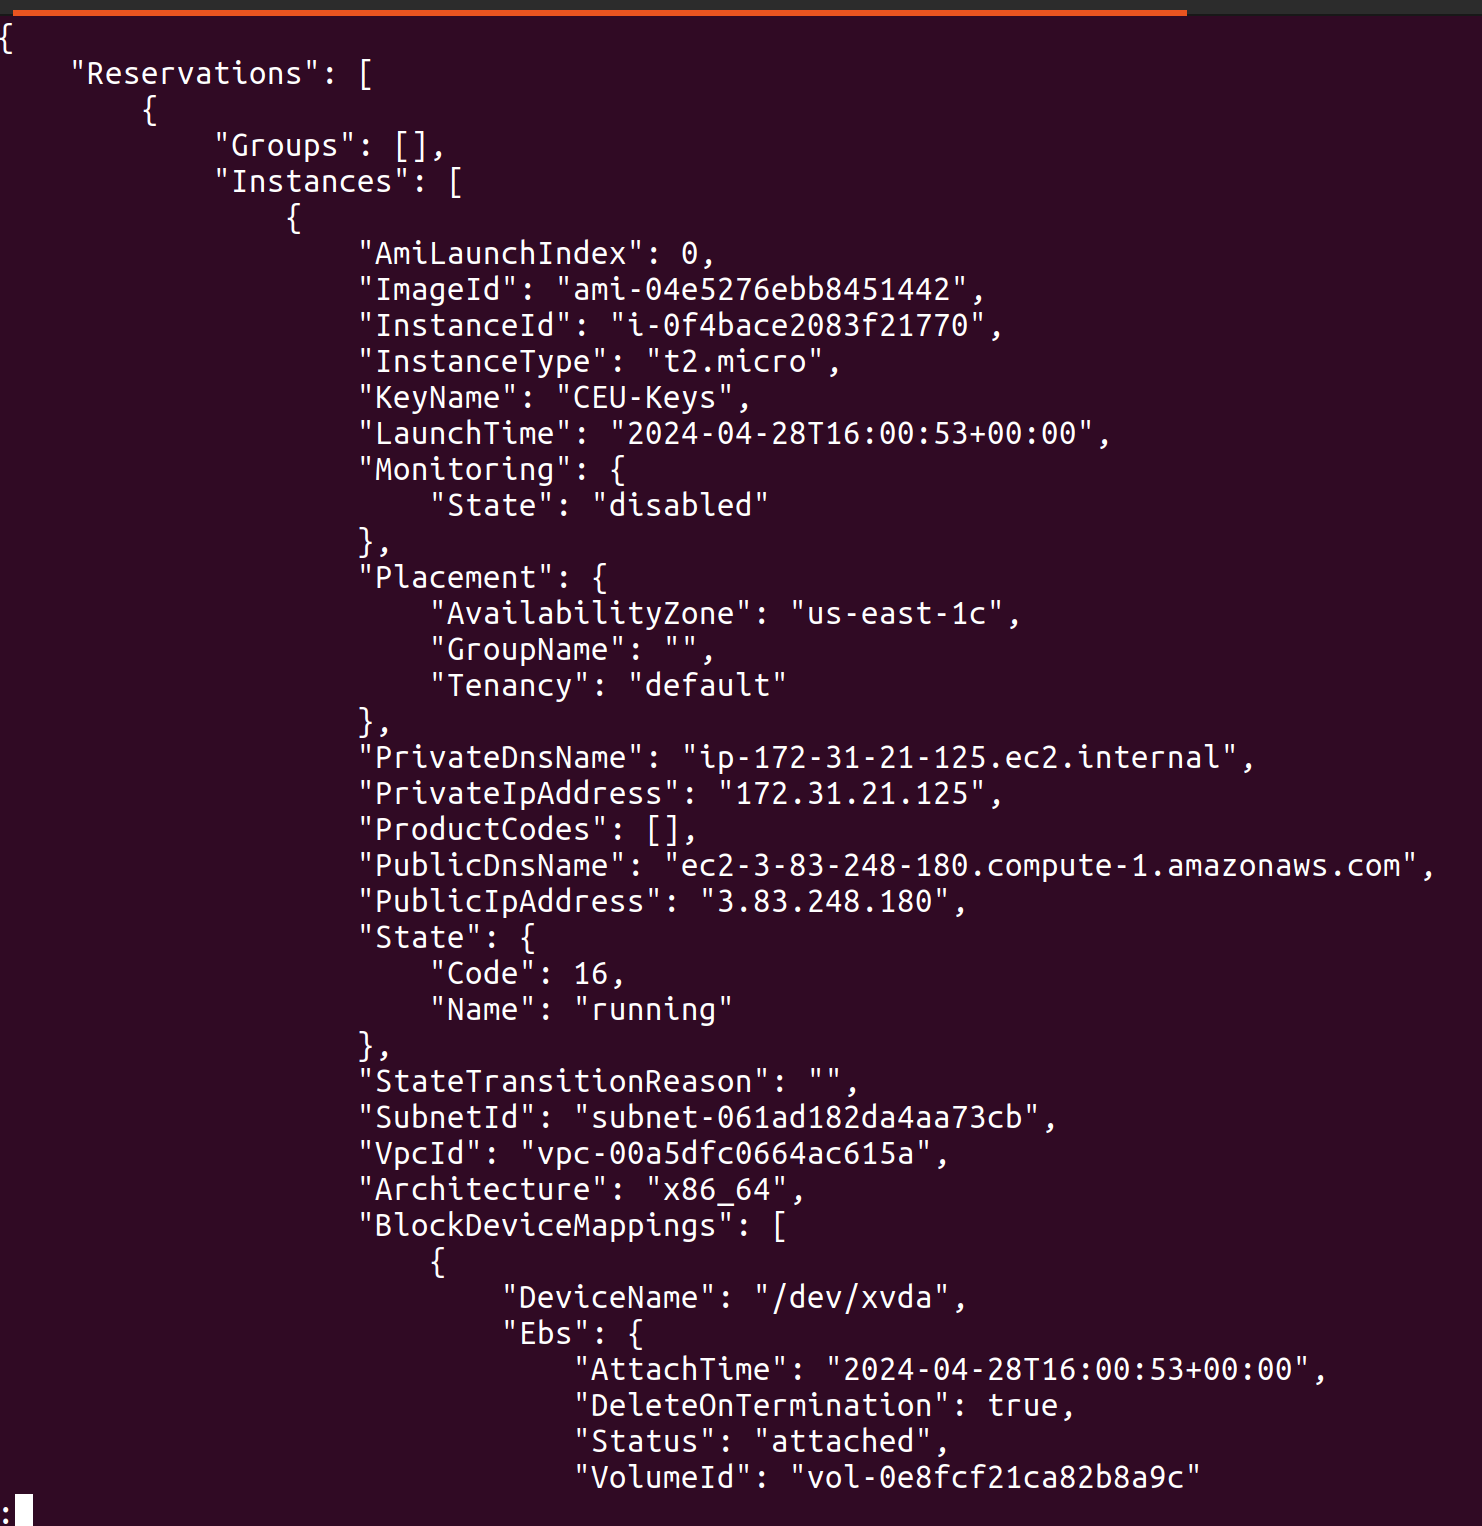 {
    "Reservations": [
        {
            "Groups": [],
            "Instances": [
                {
                    "AmiLaunchIndex": 0,
                    "ImageId": "ami-04e5276ebb8451442",
                    "InstanceId": "i-0f4bace2083f21770",
                    "InstanceType": "t2.micro",
                    "KeyName": "CEU-Keys",
                    "LaunchTime": "2024-04-28T16:00:53+00:00",
                    "Monitoring": {
                        "State": "disabled"
                    },
                    "Placement": {
                        "AvailabilityZone": "us-east-1c",
                        "GroupName": "",
                        "Tenancy": "default"
                    },
                    "PrivateDnsName": "ip-172-31-21-125.ec2.internal",
                    "PrivateIpAddress": "172.31.21.125",
                    "ProductCodes": [],
                    "PublicDnsName": "ec2-3-83-248-180.compute-1.amazonaws.com",
                    "PublicIpAddress": "3.83.248.180",
                    "State": {
                        "Code": 16,
                        "Name": "running"
                    },
                    "StateTransitionReason": "",
                    "SubnetId": "subnet-061ad182da4aa73cb",
                    "VpcId": "vpc-00a5dfc0664ac615a",
                    "Architecture": "x86_64",
                    "BlockDeviceMappings": [
                        {
                            "DeviceName": "/dev/xvda",
                            "Ebs": {
                                "AttachTime": "2024-04-28T16:00:53+00:00",
                                "DeleteOnTermination": true,
                                "Status": "attached",
                                "VolumeId": "vol-0e8fcf21ca82b8a9c"
: